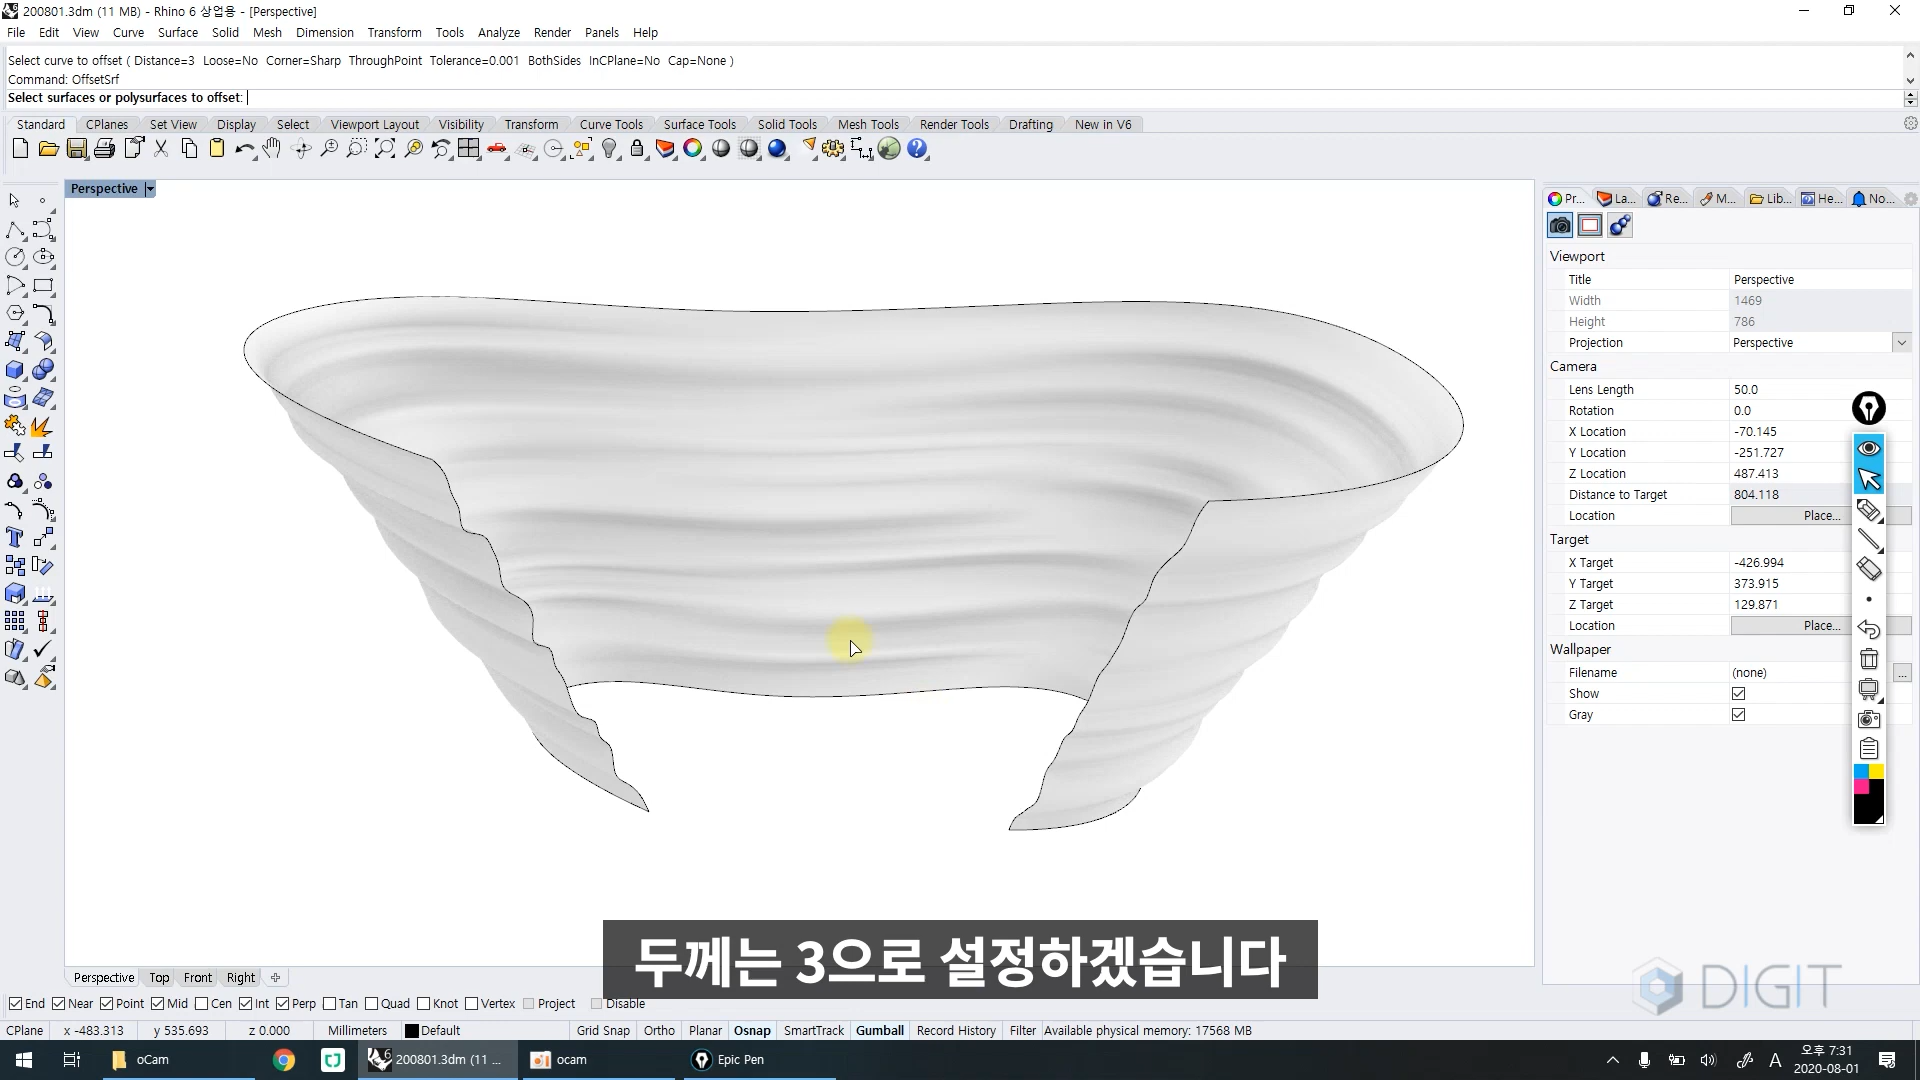 200801.3dm (11 MB) - Rhino 6 상업용 - [Perspective]
File Edit View Curve Surface Solid Mesh Dimension Transform Tools Analyze Render Panels Help
Select curve to offset ( Distance=3 Loose=No Corner=Sharp ThroughPoint Tolerance=0.001 BothSides InCPlane=No Cap=None )
Command: OffsetSrf
Select surfaces or polysurfaces to offset:
Standard CPlanes Set View Display Select Viewport Layout Visibility Transform Curve Tools Surface Tools Solid Tools Mesh Tools Render Tools Drafting New in V6
Perspective
Pr... La... Re... M... Lib... He... No...
Viewport
Title Perspective
Width 1469
Height 786
Projection Perspective
Camera
Lens Length 50.0
Rotation 0.0
X Location -70.145
Y Location -251.727
Z Location 487.413
Distance to Target 804.118
Location Place...
Target
X Target -426.994
Y Target 373.915
Z Target 129.871
Location Place...
Wallpaper
Filename (none) ...
Show
Gray
두께는 3으로 설정하겠습니다
DIGIT
Perspective Top Front Right
End Near Point Mid Cen Int Perp Tan Quad Knot Vertex Project Disable
CPlane x -483.313 y 535.693 z 0.000 Millimeters Default Grid Snap Ortho Planar Osnap SmartTrack Gumball Record History Filter Available physical memory: 17568 MB
oCam 200801.3dm (11 ... ocam Epic Pen A 오후 7:31
2020-08-01